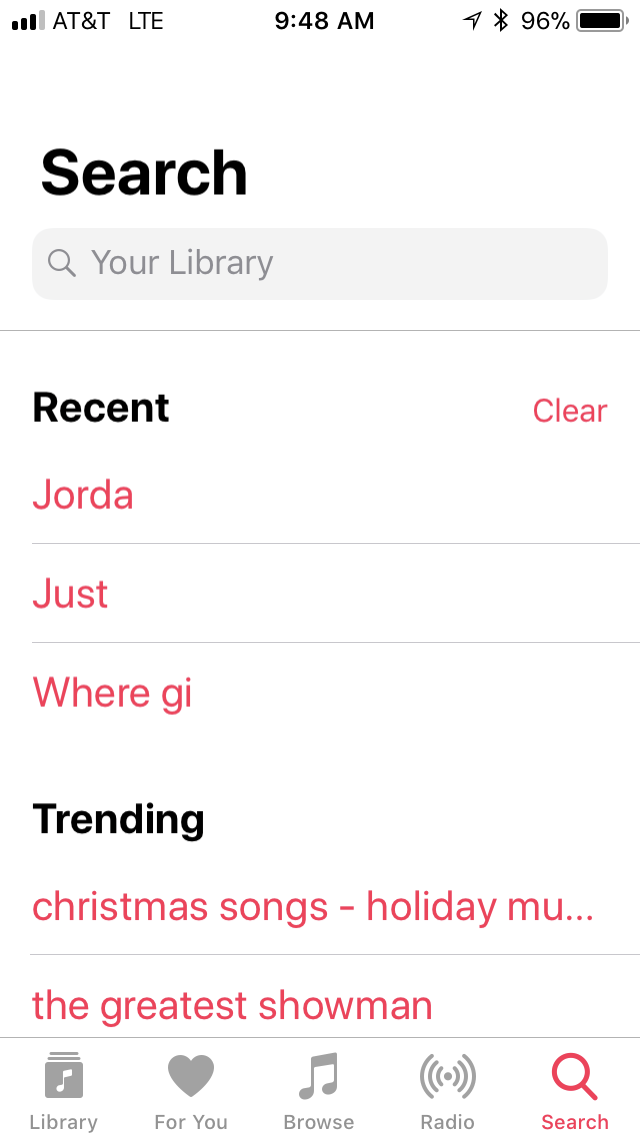 AT&T LTE 9:48 AM 96%
Search
Your Library
Recent Clear
Jorda
Just
Where gi
Trending
christmas songs - holiday mu...
the greatest showman
Library For You Browse Radio Search